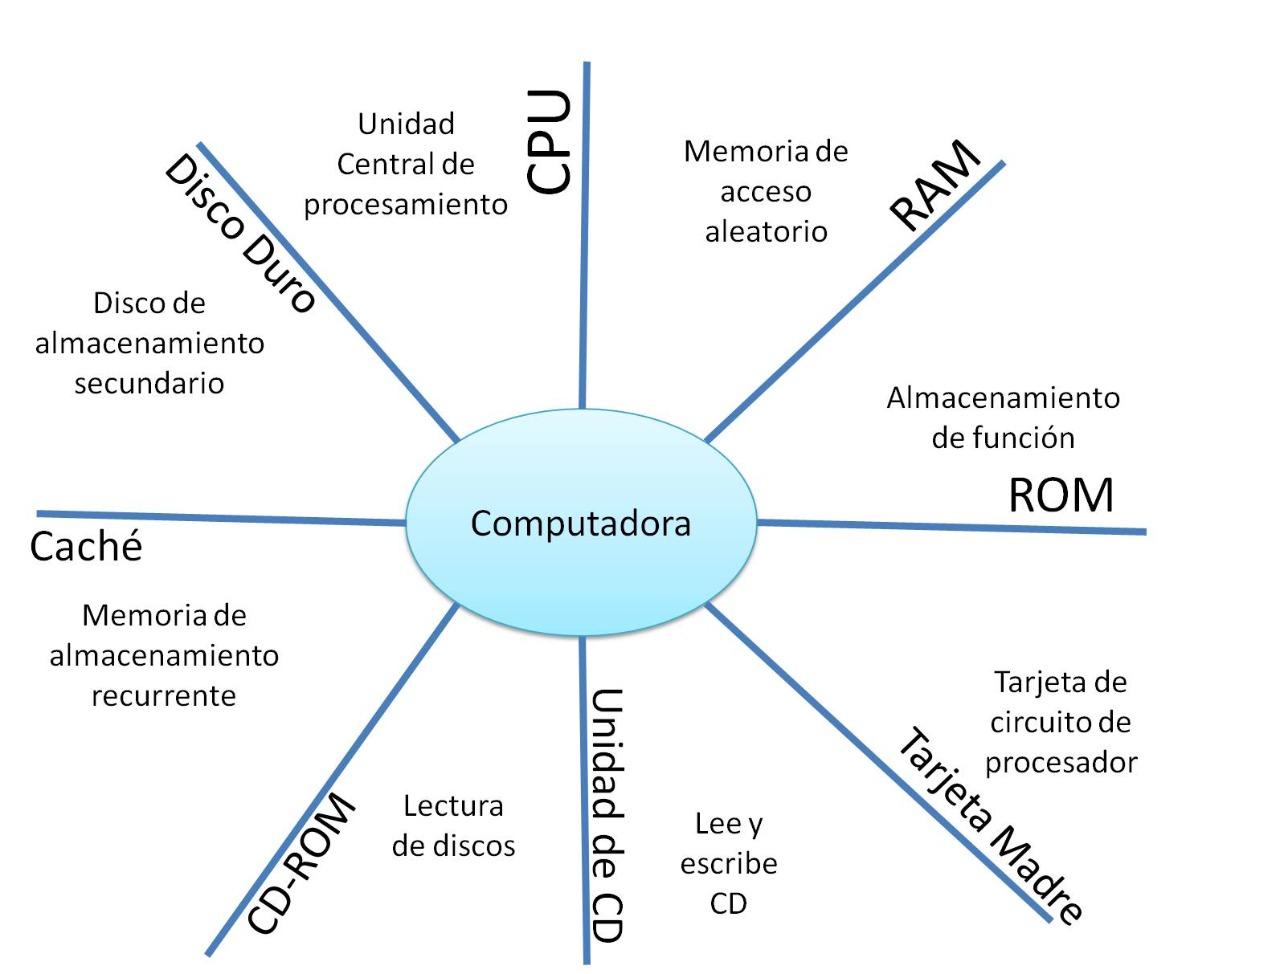 CPU
Unidad
Central de
procesamiento
Memoria de
acceso
aleatorio
RAM
Disco Duro
Disco de
almacenamiento
secundario
Almacenamiento
de función
ROM
Computadora
Caché
Memoria de
almacenamiento
recurrente
Tarjeta de
circuito de
procesador
Tarjeta Madre
Unidad de CD
Lee y
escribe
CD
Lectura
de discos
CD-ROM